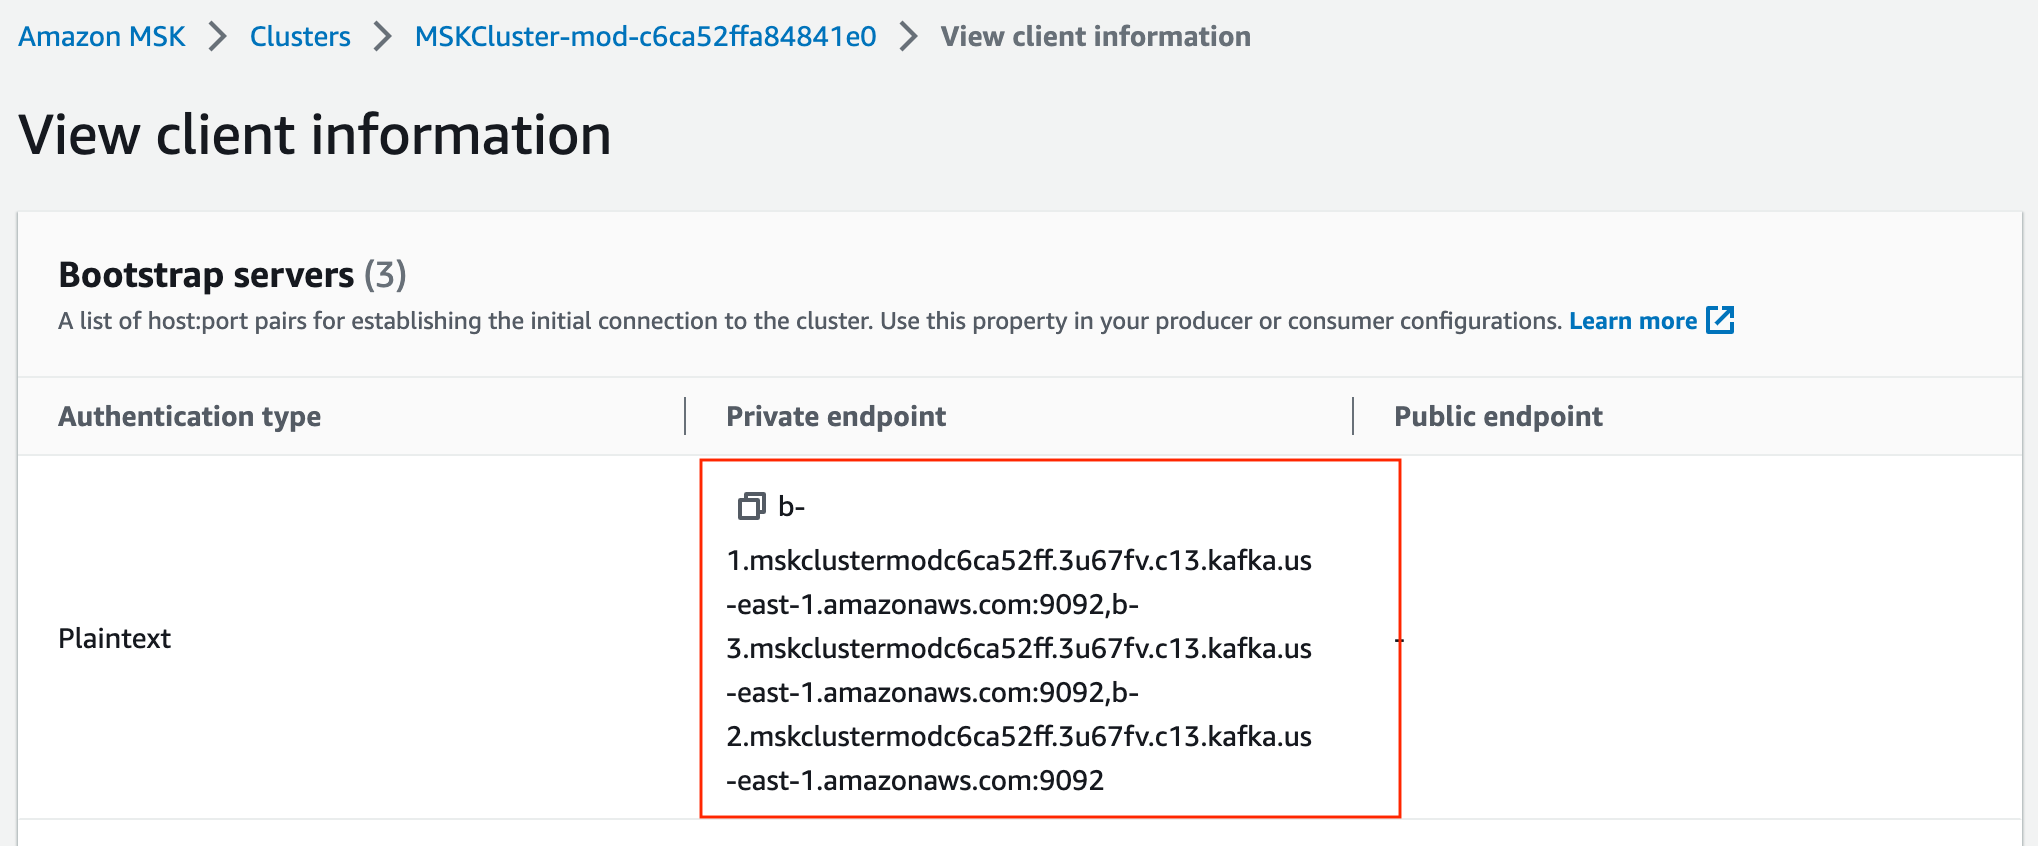 Amazon MSK > Clusters > MSKCluster-mod-c6ca52ffa84841e0 > View client information
View client information
Bootstrap servers (3)
A list of host:port pairs for establishing the initial connection to the cluster. Use this property in your producer or consumer configurations. Learn more
Authentication type
Private endpoint
Public endpoint
Plaintext
b-
1.mskclustermodc6ca52ff.3u67fv.c13.kafka.us
-east-1.amazonaws.com:9092,b-
3.mskclustermodc6ca52ff.3u67fv.c13.kafka.us
-east-1.amazonaws.com:9092,b-
2.mskclustermodc6ca52ff.3u67fv.c13.kafka.us
-east-1.amazonaws.com:9092
-